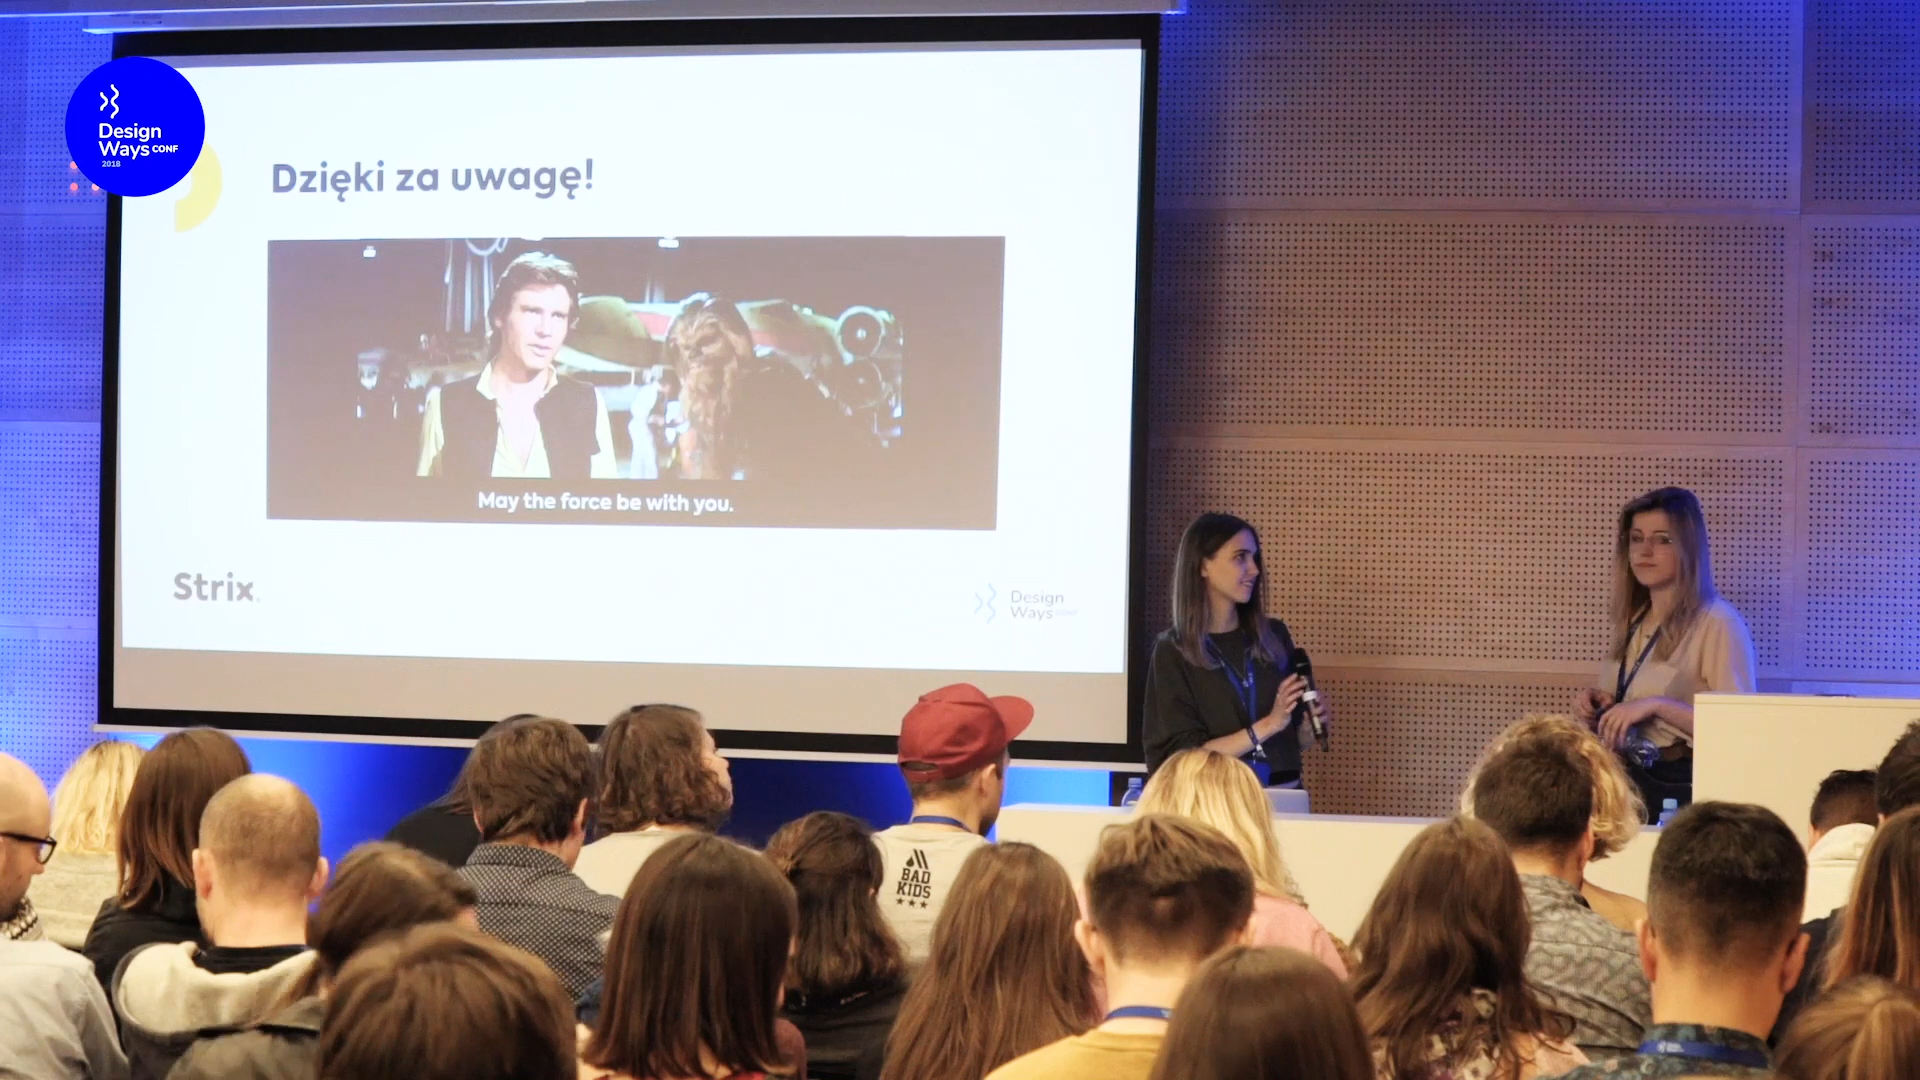 Design
Ways CONF
2018
Dzięki za uwagę!
May the force be with you.
Strix
Design
Ways
BAD
KIDS